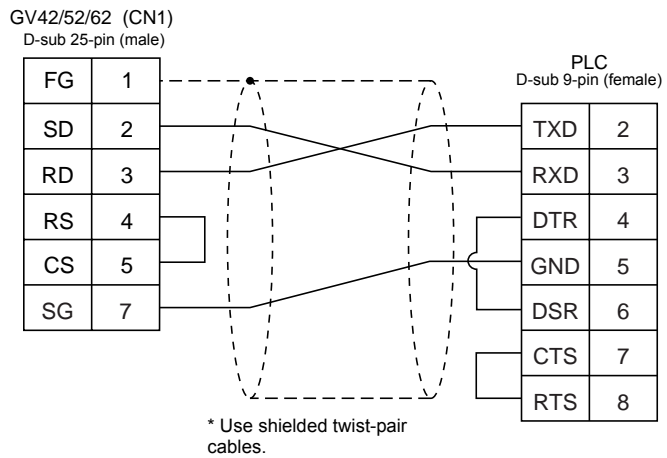 GV42/52/62 (CN1)
D-sub 25-pin (male)
FG 1
SD 2
RD 3
RS 4
CS 5
SG 7
PLC
D-sub 9-pin (female)
TXD 2
RXD 3
DTR 4
GND 5
DSR 6
CTS 7
RTS 8
* Use shielded twist-pair
cables.